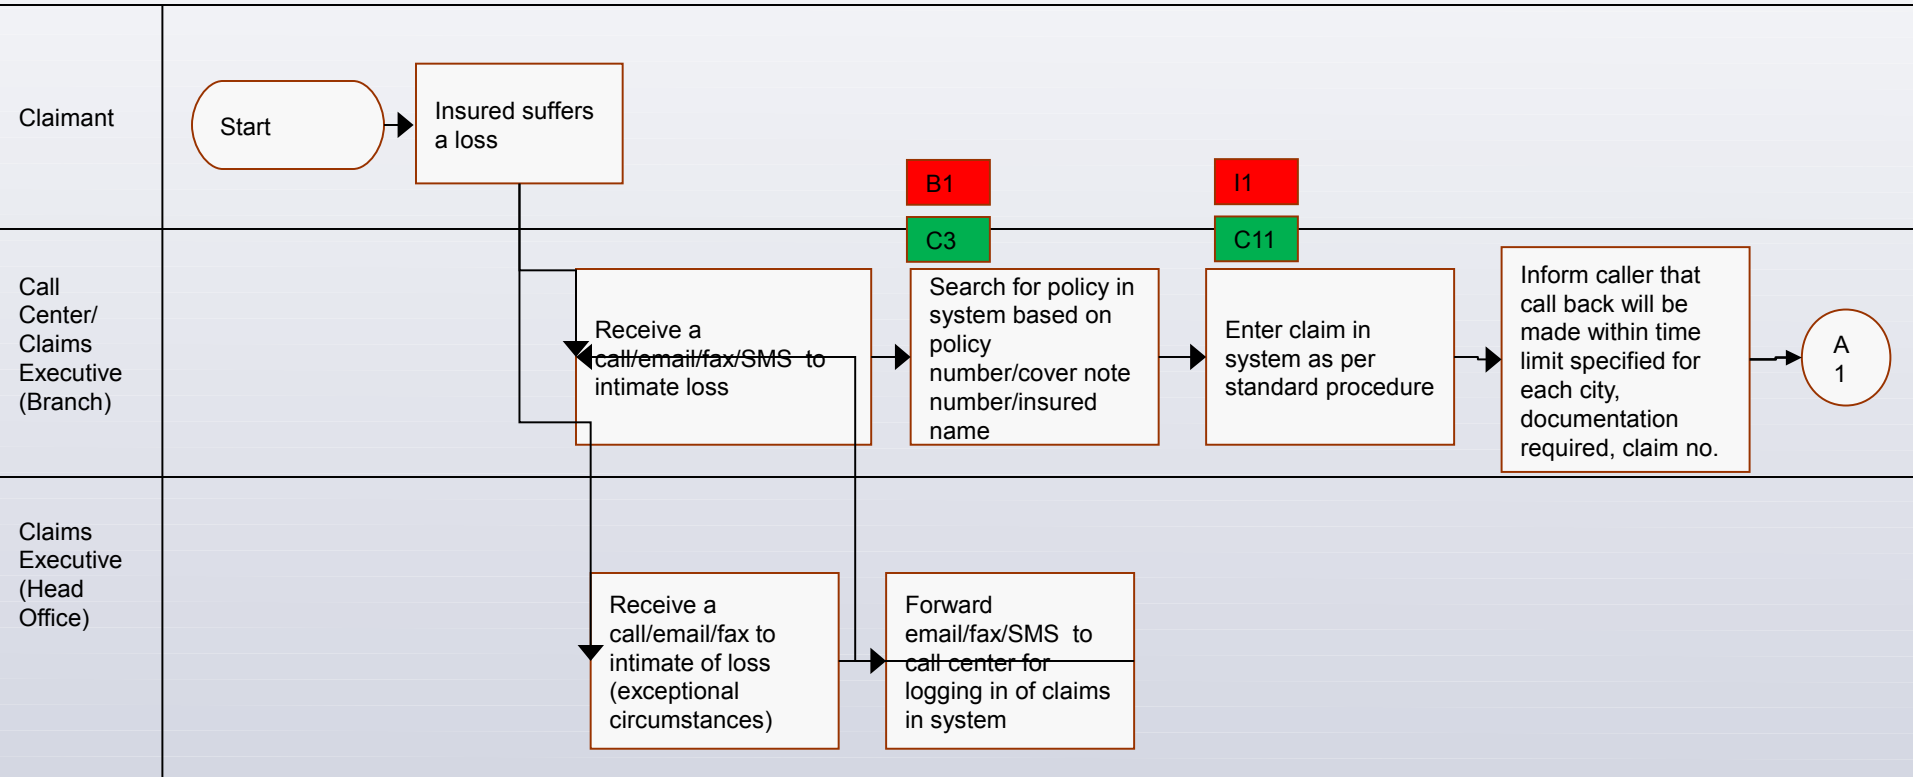 Claimant
Start
Insured suffers
a loss
B1
I1
C3
C11
Call
Center/
Claims
Executive
(Branch)
Receive a
call/email/fax/SMS  to
intimate loss
Search for policy in
system based on
policy
number/cover note
number/insured
name
Enter claim in
system as per
standard procedure
Inform caller that
call back will be
made within time
limit specified for
each city,
documentation
required, claim no.
A
1
Claims
Executive
(Head
Office)
Receive a
call/email/fax to
intimate of loss
(exceptional
circumstances)
Forward
email/fax/SMS  to
call center for
logging in of claims
in system